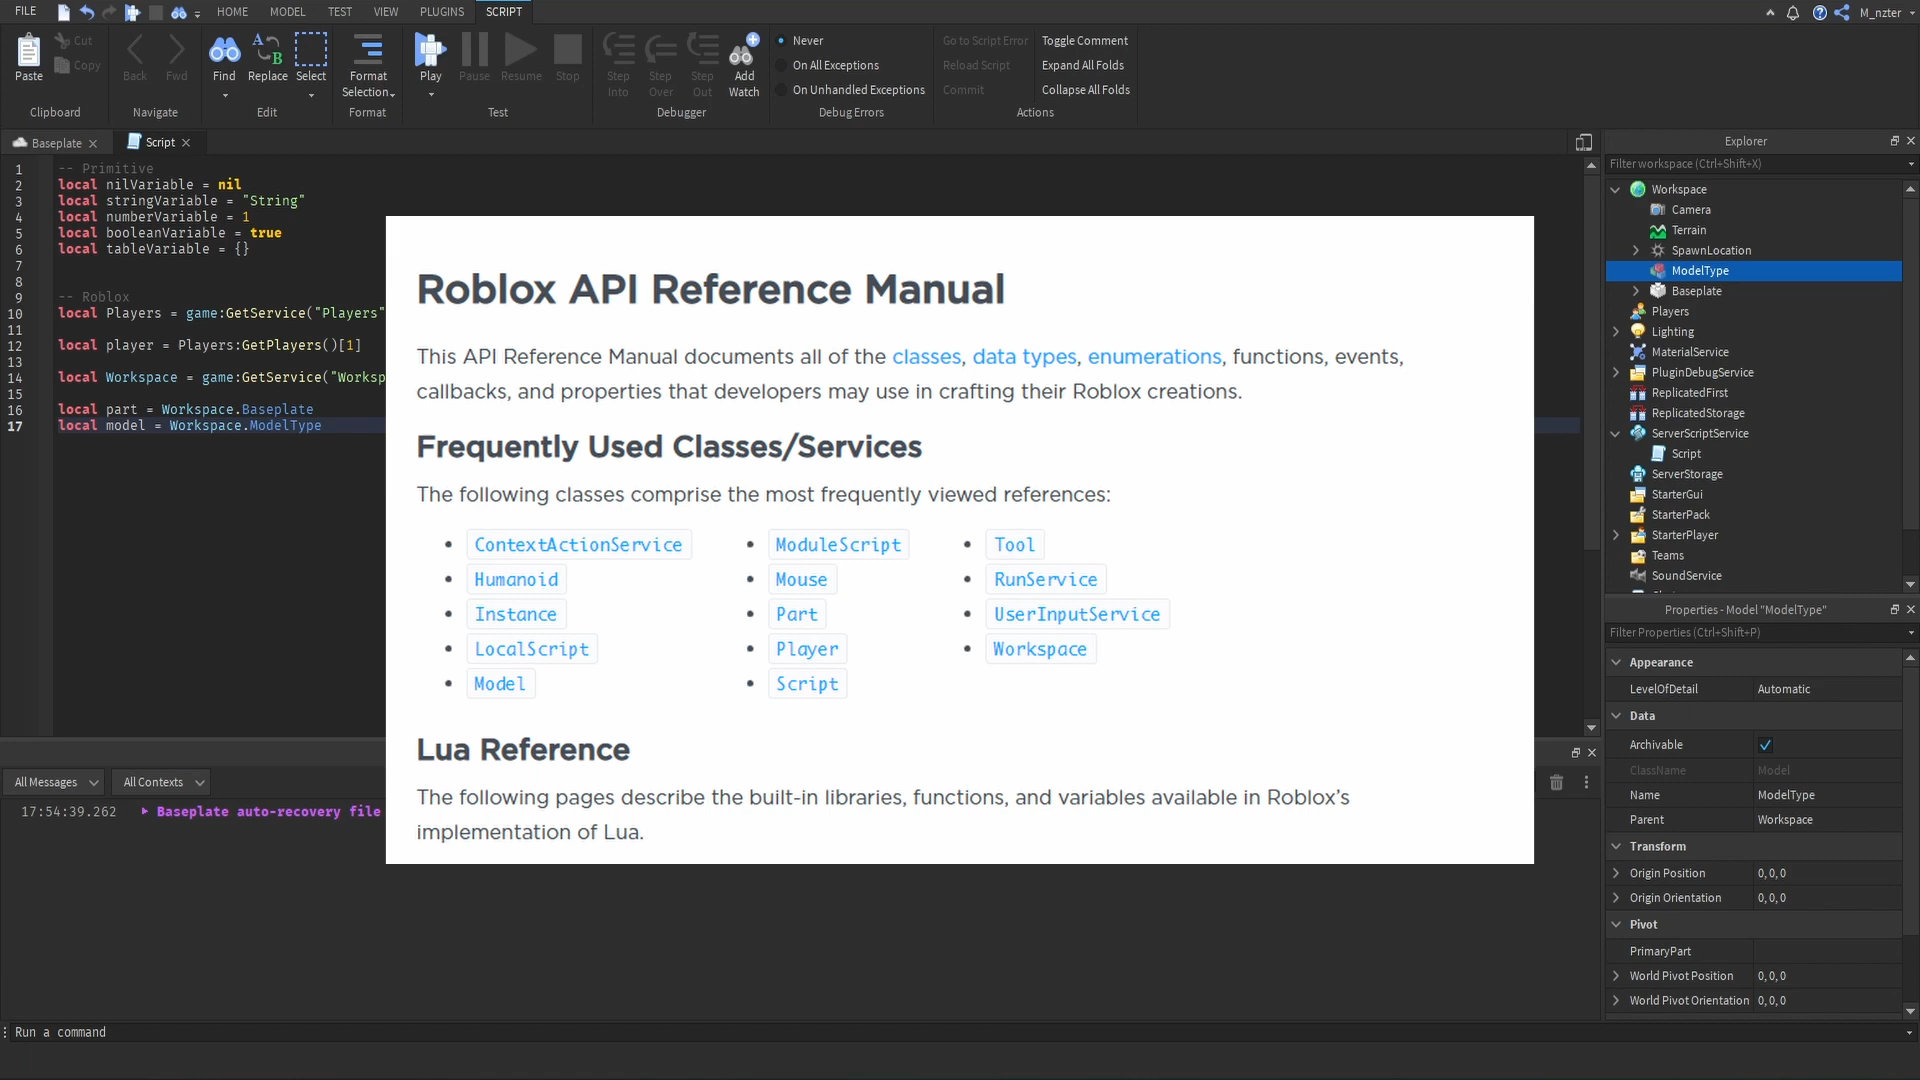 FILE HOME MODEL TEST VIEW PLUGINS SCRIPT M_nzter
Paste Cut Copy Clipboard
Back Fwd Navigate
Find Replace Select Edit
Format Selection Format
Play Pause Resume Stop Test
Step Into Step Over Step Out Add Watch Debugger
Never
On All Exceptions
On Unhandled Exceptions
Debug Errors
Go to Script Error Toggle Comment
Reload Script Expand All Folds
Commit Collapse All Folds
Actions
Baseplate Script
1 -- Primitive
2 local nilVariable = nil
3 local stringVariable = "String"
4 local numberVariable = 1
5 local booleanVariable = true
6 local tableVariable = {}
7
8
9 -- Roblox
10 local Players = game:GetService("Players"
11
12 local player = Players:GetPlayers()[1]
13
14 local Workspace = game:GetService("Worksp
15
16 local part = Workspace.Baseplate
17 local model = Workspace.ModelType
Roblox API Reference Manual
This API Reference Manual documents all of the classes, data types, enumerations, functions, events,
callbacks, and properties that developers may use in crafting their Roblox creations.
Frequently Used Classes/Services
The following classes comprise the most frequently viewed references:
• ContextActionService
• Humanoid
• Instance
• LocalScript
• Model
• ModuleScript
• Mouse
• Part
• Player
• Script
• Tool
• RunService
• UserInputService
• Workspace
Lua Reference
The following pages describe the built-in libraries, functions, and variables available in Roblox's
implementation of Lua.
All Messages All Contexts
17:54:39.262 Baseplate auto-recovery file
Run a command
Explorer
Filter workspace (Ctrl+Shift+X)
Workspace
Camera
Terrain
SpawnLocation
ModelType
Baseplate
Players
Lighting
MaterialService
PluginDebugService
ReplicatedFirst
ReplicatedStorage
ServerScriptService
Script
ServerStorage
StarterGui
StarterPack
StarterPlayer
Teams
SoundService
Properties - Model "ModelType"
Filter Properties (Ctrl+Shift+P)
Appearance
LevelOfDetail Automatic
Data
Archivable
ClassName Model
Name ModelType
Parent Workspace
Transform
Origin Position 0, 0, 0
Origin Orientation 0, 0, 0
Pivot
PrimaryPart
World Pivot Position 0, 0, 0
World Pivot Orientation 0, 0, 0